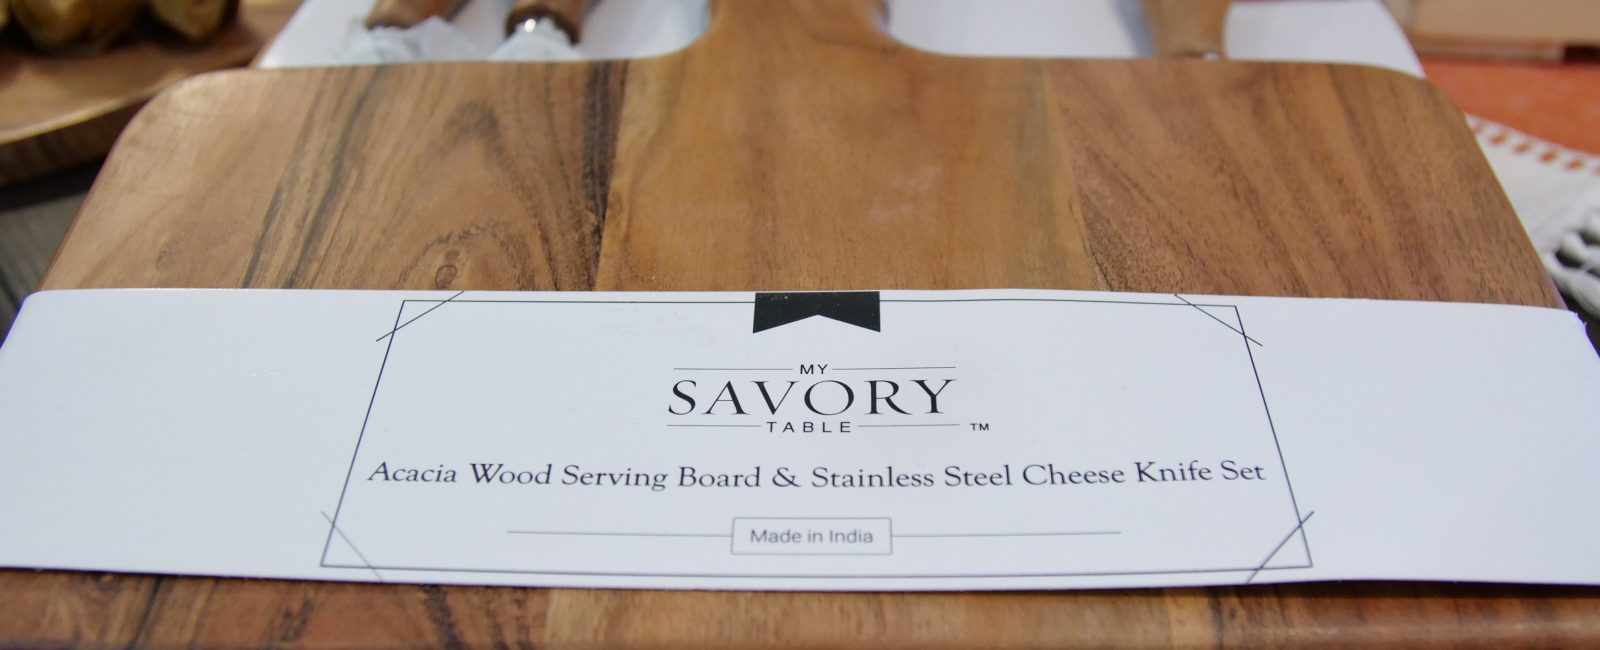 MY
SAVORY
TABLE ™
Acacia Wood Serving Board & Stainless Steel Cheese Knife Set
Made in India